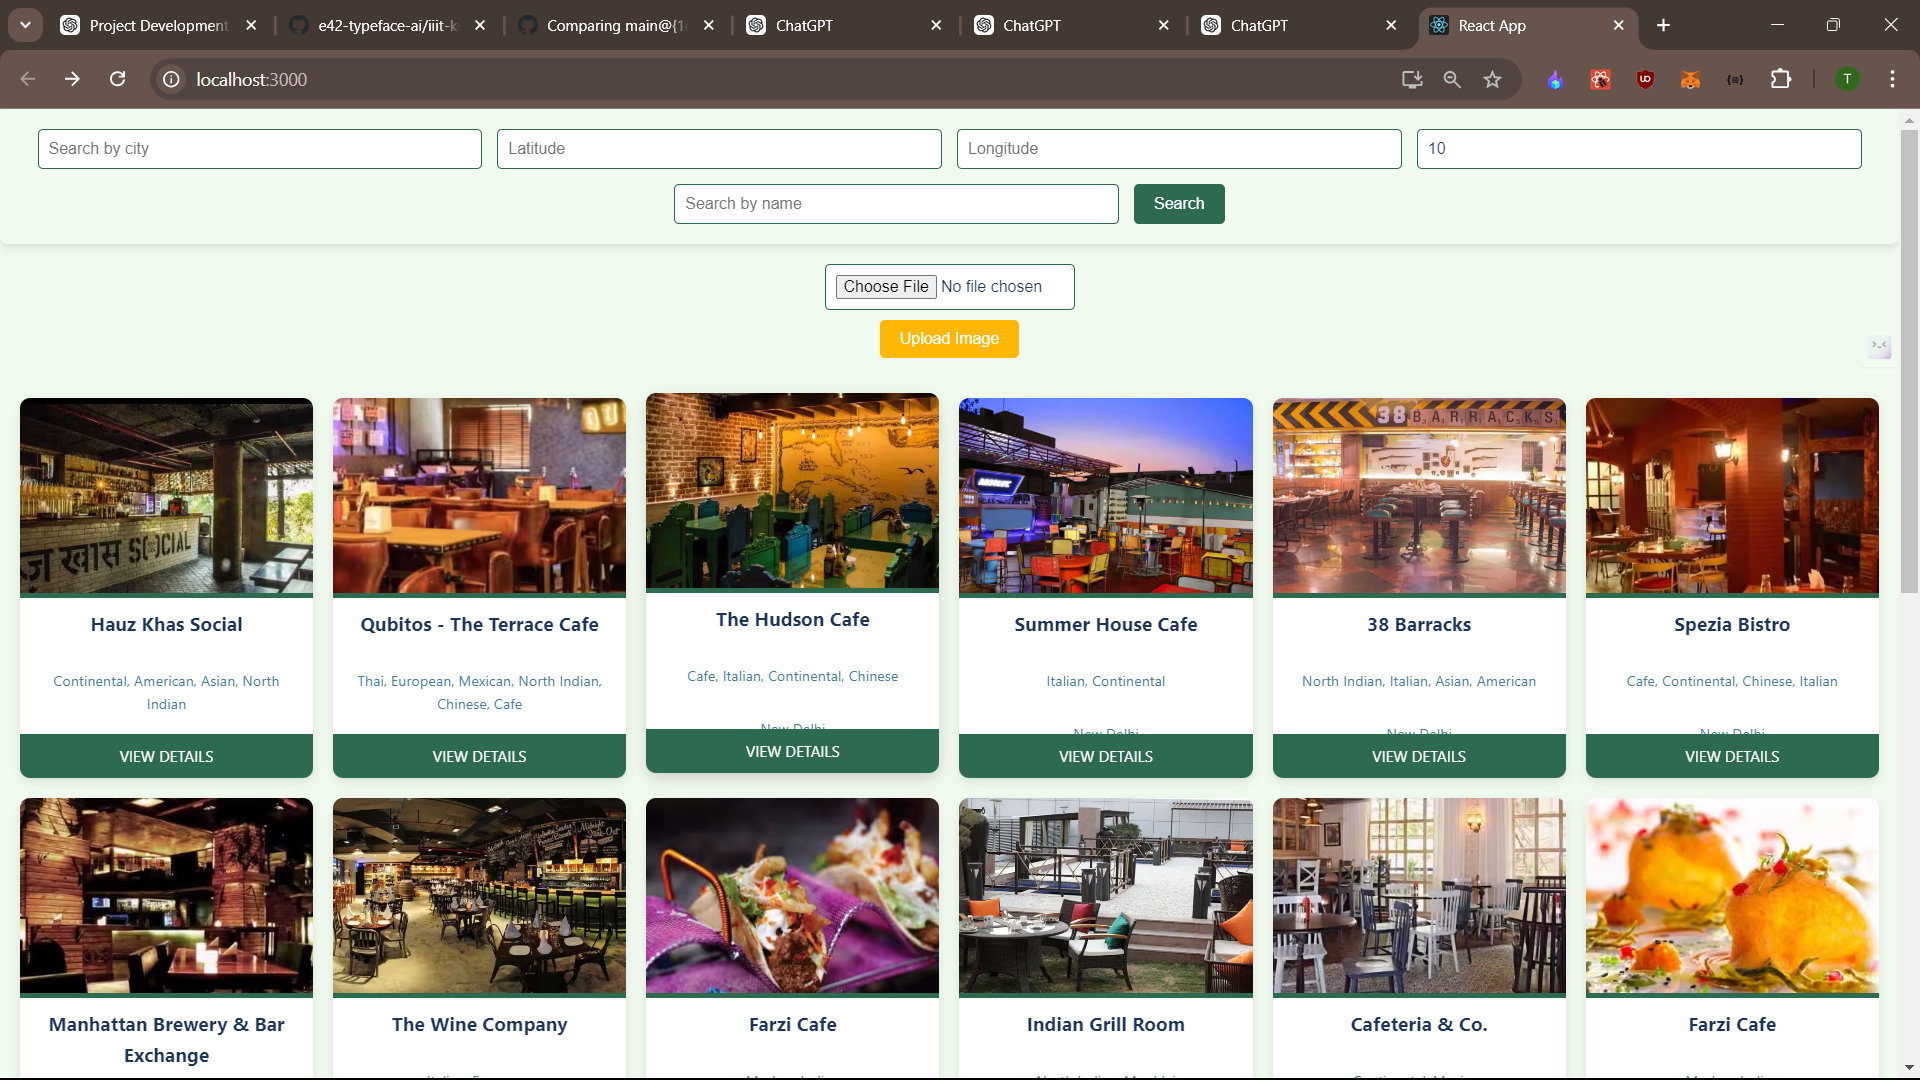 Project Development
e42-typeface-ai/iiit-k
Comparing main@{1
ChatGPT
ChatGPT
ChatGPT
React App
localhost:3000
T
Search by city
Latitude
Longitude
10
Search by name
Search
Choose File No file chosen
Upload Image
ABSOLUT
38 BARRACKS
ज़ खास SOCIAL
Hauz Khas Social
Qubitos - The Terrace Cafe
The Hudson Cafe
Summer House Cafe
38 Barracks
Spezia Bistro
Continental, American, Asian, North
Indian
Thai, European, Mexican, North Indian,
Chinese, Cafe
Cafe, Italian, Continental, Chinese
New Delhi
Italian, Continental
New Delhi
North Indian, Italian, Asian, American
New Delhi
Cafe, Continental, Chinese, Italian
New Delhi
VIEW DETAILS
VIEW DETAILS
VIEW DETAILS
VIEW DETAILS
VIEW DETAILS
VIEW DETAILS
Manhattan Brewery & Bar
Exchange
The Wine Company
Farzi Cafe
Indian Grill Room
Cafeteria & Co.
Farzi Cafe